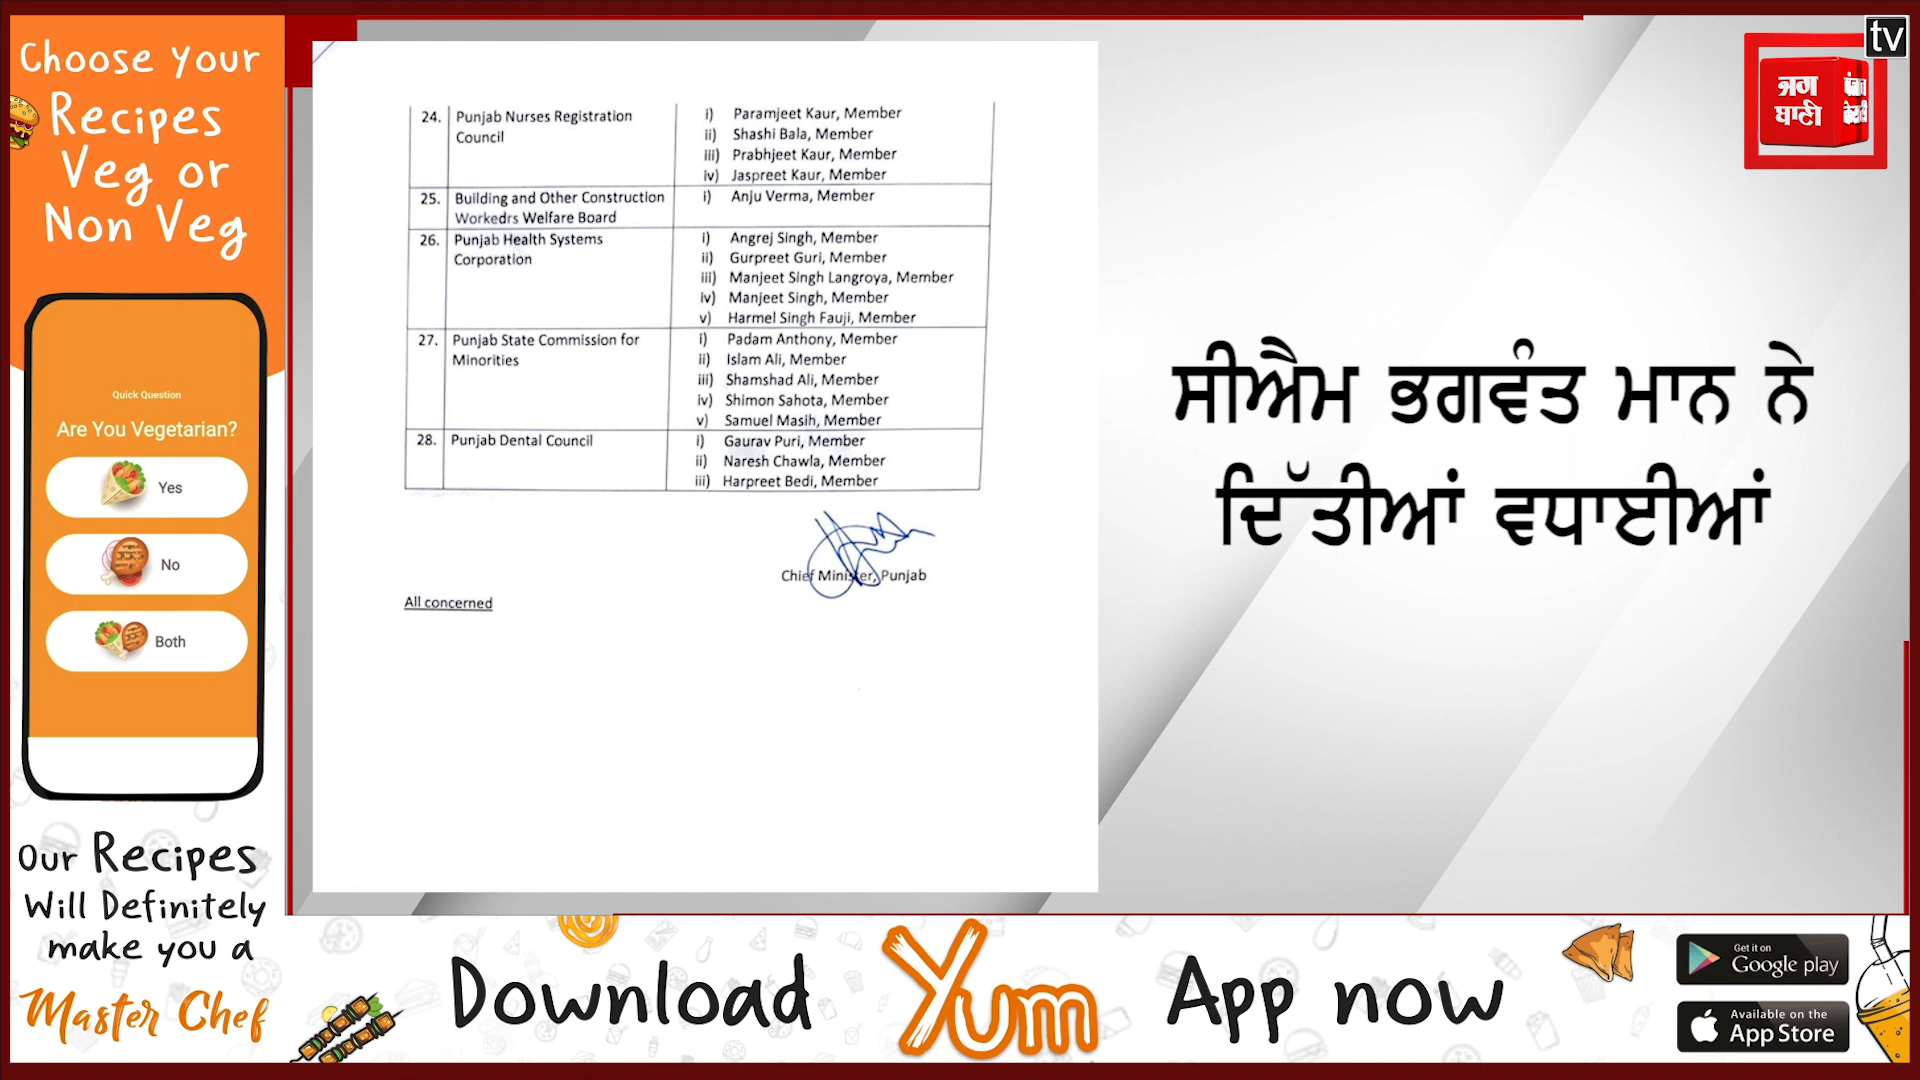 Choose Your
Recipes
Veg or
Non Veg
Quick Question
Are You Vegetarian?
Yes
No
Both
Our Recipes
Will Definitely
make you a
Master Chef
24. Punjab Nurses Registration
Council
i) Paramjeet Kaur, Member
ii) Shashi Bala, Member
iii) Prabhjeet Kaur, Member
iv) Jaspreet Kaur, Member
25. Building and Other Construction
Workedrs Welfare Board
i) Anju Verma, Member
26. Punjab Health Systems
Corporation
i) Angrej Singh, Member
ii) Gurpreet Guri, Member
iii) Manjeet Singh Langroya, Member
iv) Manjeet Singh, Member
v) Harmel Singh Fauji, Member
27. Punjab State Commission for
Minorities
i) Padam Anthony, Member
ii) Islam Ali, Member
iii) Shamshad Ali, Member
iv) Shimon Sahota, Member
v) Samuel Masih, Member
28. Punjab Dental Council
i) Gaurav Puri, Member
ii) Naresh Chawla, Member
iii) Harpreet Bedi, Member
Chief Minister, Punjab
All concerned
tv
ਜਗ
ਬਾਣੀ
ਸੀਐਮ ਭਗਵੰਤ ਮਾਨ ਨੇ
ਦਿੱਤੀਆਂ ਵਧਾਈਆਂ
Download Yum App now
Get it on
Google play
Available on the
App Store